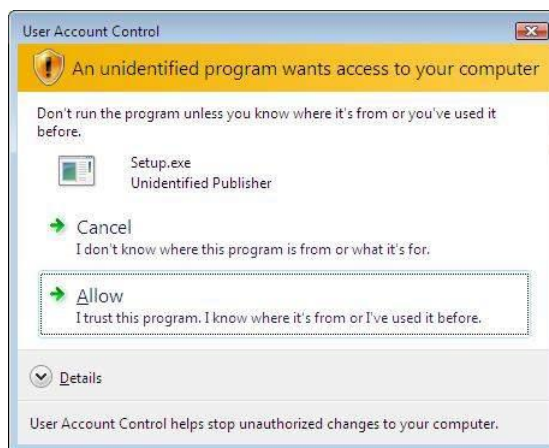 User Account Control
An unidentified program wants access to your computer
Don't run the program unless you know where it's from or you've used it
before.
Setup.exe
Unidentified Publisher
Cancel
I don't know where this program is from or what it's for.
Allow
I trust this program. I know where it's from or I've used it before.
Details
User Account Control helps stop unauthorized changes to your computer.